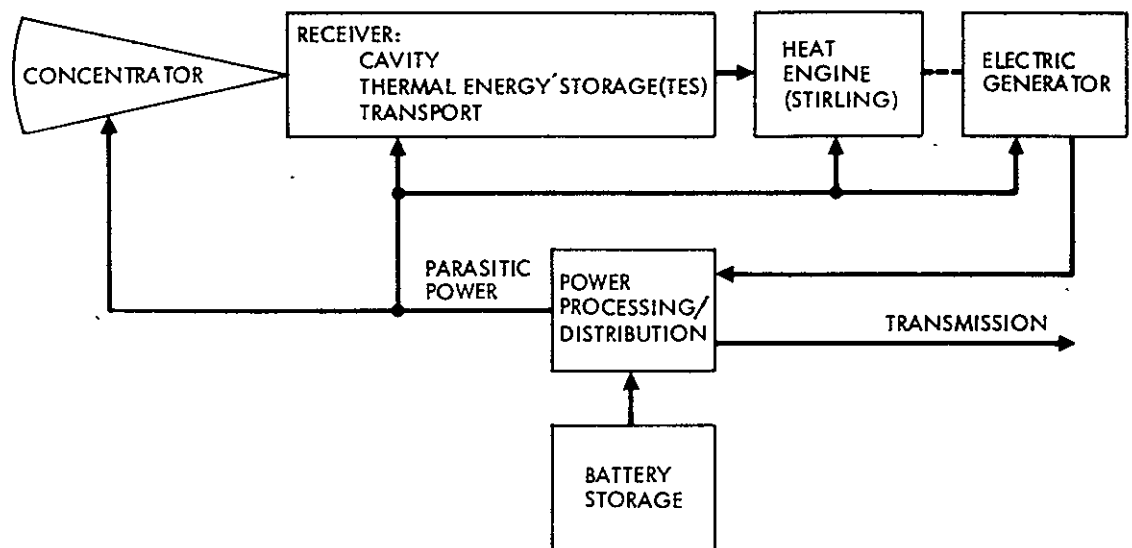 CONCENTRATOR
RECEIVER:
CAVITY
THERMAL ENERGY STORAGE(TES)
TRANSPORT
HEAT
ENGINE
(STIRLING)
ELECTRIC
GENERATOR
PARASITIC
POWER
POWER
PROCESSING/
DISTRIBUTION
TRANSMISSION
BATTERY
STORAGE